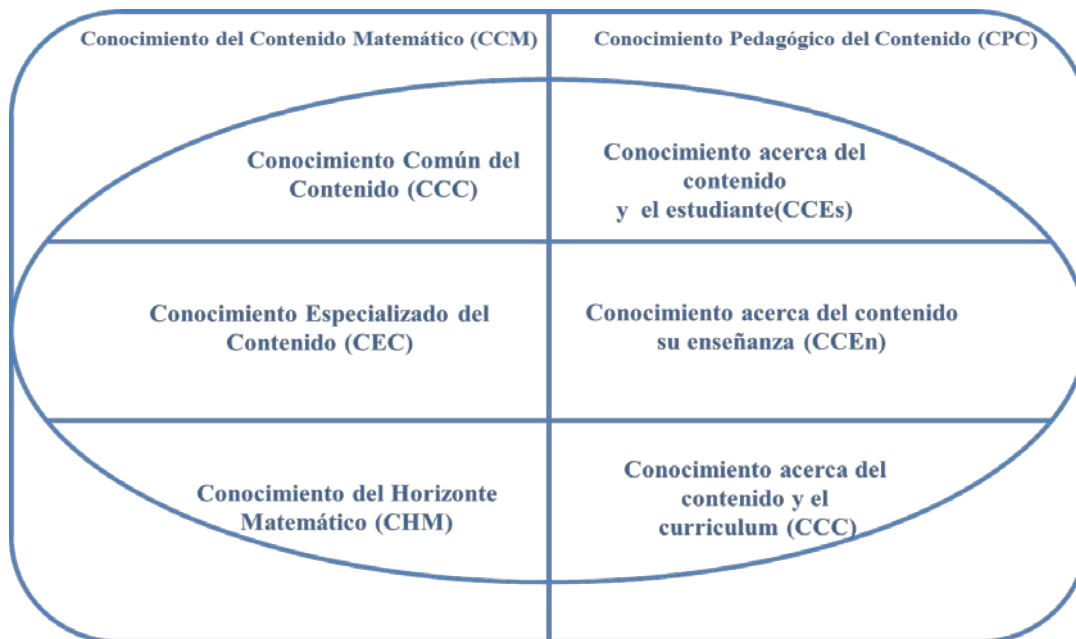 Conocimiento del Contenido Matemático (CCM)
Conocimiento Pedagógico del Contenido (CPC)
Conocimiento Común del
Contenido (CCC)
Conocimiento acerca del
contenido
y el estudiante(CCEs)
Conocimiento Especializado del
Contenido (CEC)
Conocimiento acerca del contenido
su enseñanza (CCEn)
Conocimiento del Horizonte
Matemático (CHM)
Conocimiento acerca del
contenido y el
curriculum (CCC)